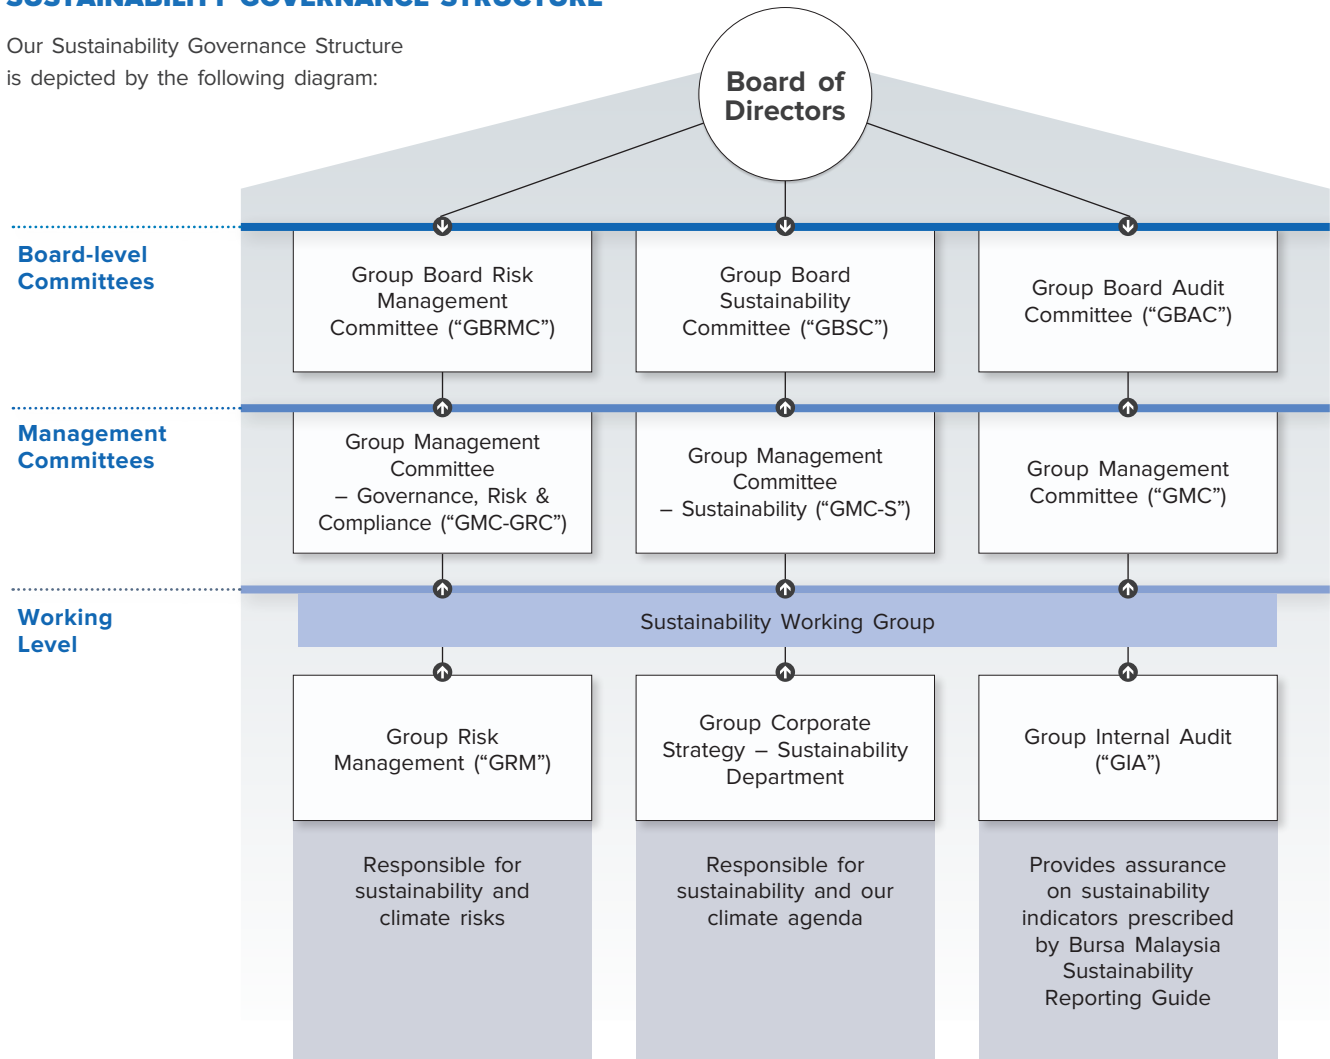 SUSTAINABILITY GOVERNANCE STRUCTURE
Our Sustainability Governance Structure
is depicted by the following diagram:
Board of
Directors
Board-level
Committees
Group Board Risk
Management
Committee (“GBRMC”)
Group Board
Sustainability
Committee (“GBSC”)
Group Board Audit
Committee (“GBAC”)
Management
Committees
Group Management
Committee
– Governance, Risk &
Compliance (“GMC-GRC”)
Group Management
Committee
– Sustainability (“GMC-S”)
Group Management
Committee (“GMC”)
Working
Level
Sustainability Working Group
Group Risk
Management (“GRM”)
Group Corporate
Strategy – Sustainability
Department
Group Internal Audit
(“GIA”)
Responsible for
sustainability and
climate risks
Responsible for
sustainability and our
climate agenda
Provides assurance
on sustainability
indicators prescribed
by Bursa Malaysia
Sustainability
Reporting Guide